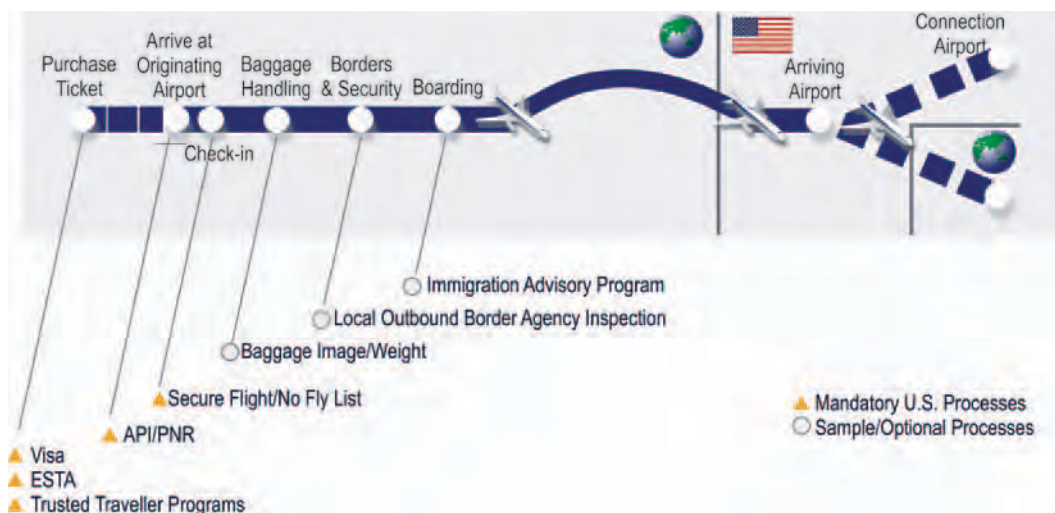 Purchase
Ticket
Arrive at
Originating
Airport
Baggage
Handling
Borders
& Security
Boarding
Arriving
Airport
Connection
Airport
Check-in
Immigration Advisory Program
Local Outbound Border Agency Inspection
Baggage Image/Weight
Secure Flight/No Fly List
API/PNR
Visa
ESTA
Trusted Traveller Programs
Mandatory U.S. Processes
Sample/Optional Processes